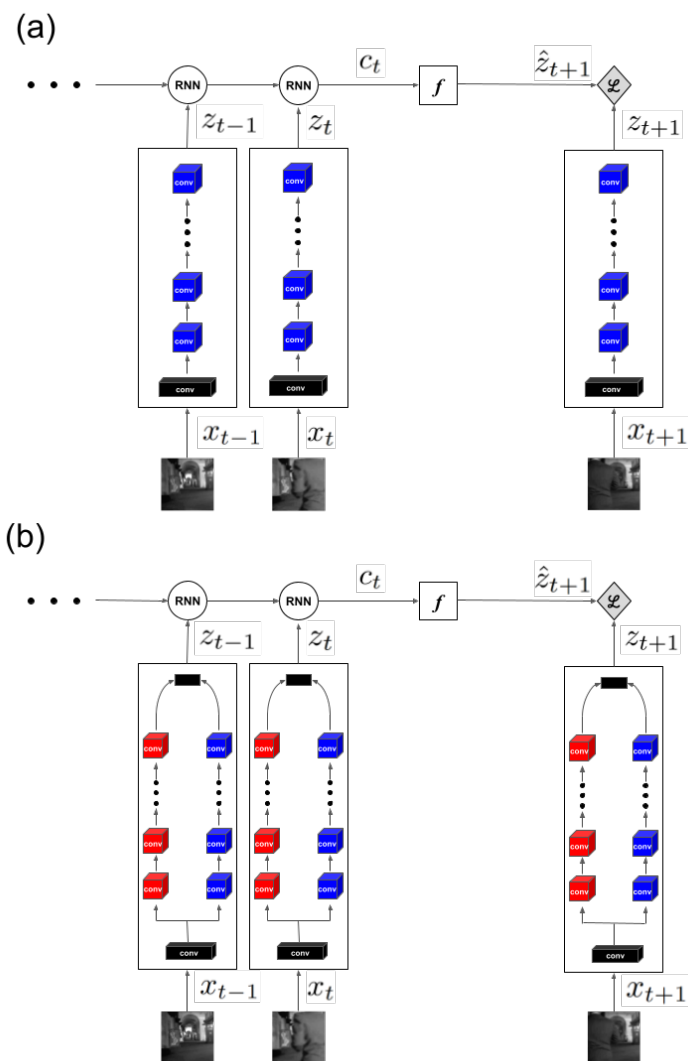 (a)
c_t
ẑ_{t+1}
• • • RNN RNN f ℒ
z_{t−1} z_t z_{t+1}
conv conv conv
conv conv conv
conv conv conv
conv conv conv
x_{t−1} x_t x_{t+1}
(b)
c_t
ẑ_{t+1}
• • • RNN RNN f ℒ
z_{t−1} z_t z_{t+1}
conv conv conv conv conv conv
conv conv conv conv conv conv
conv conv conv conv conv conv
conv conv conv
x_{t−1} x_t x_{t+1}